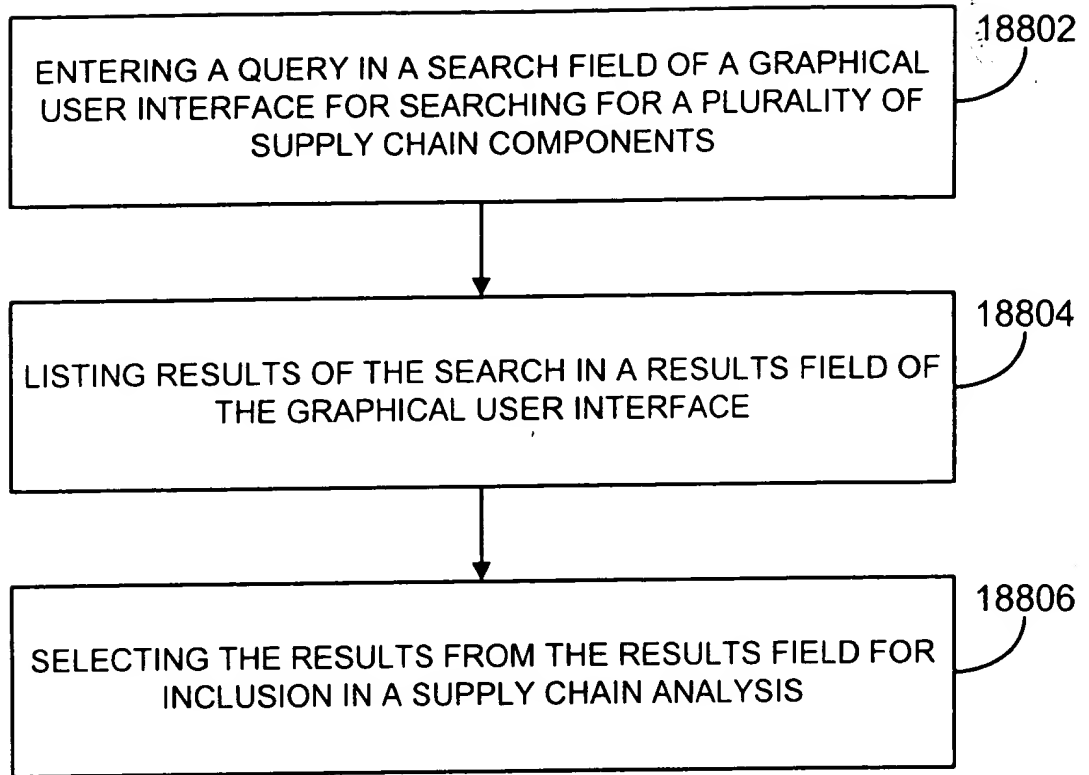 18802
ENTERING A QUERY IN A SEARCH FIELD OF A GRAPHICAL
USER INTERFACE FOR SEARCHING FOR A PLURALITY OF
SUPPLY CHAIN COMPONENTS
18804
LISTING RESULTS OF THE SEARCH IN A RESULTS FIELD OF
THE GRAPHICAL USER INTERFACE
18806
SELECTING THE RESULTS FROM THE RESULTS FIELD FOR
INCLUSION IN A SUPPLY CHAIN ANALYSIS